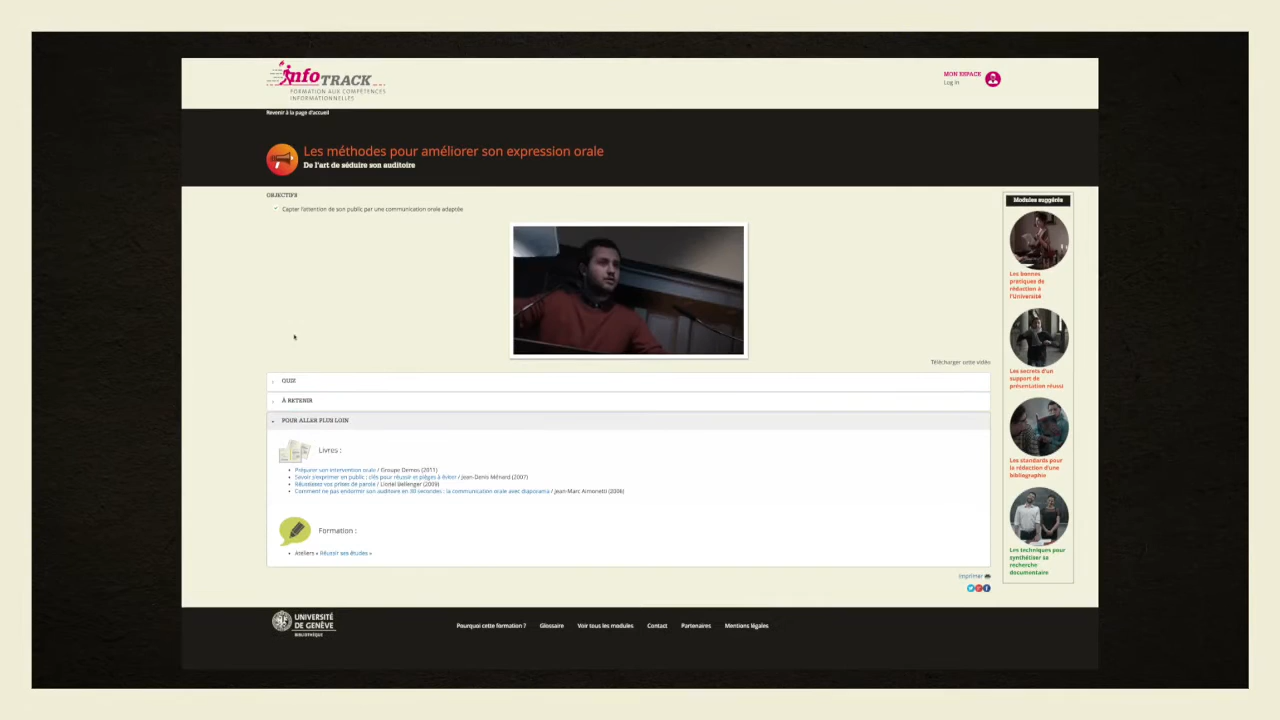 infoTRACK
FORMATION AUX COMPÉTENCES
INFORMATIONNELLES
MON ESPACE
Log in
Revenir à la page d'accueil
Les méthodes pour améliorer son expression orale
De l'art de séduire son auditoire
OBJECTIFS
Capter l'attention de son public par une communication orale adaptée
Télécharger cette vidéo
QUIZ
À RETENIR
POUR ALLER PLUS LOIN
Livres :
Préparer son intervention orale / Groupe Demos (2011)
Savoir s'exprimer en public : clés pour réussir et pièges à éviter / Jean-Denis Ménard (2007)
Réussissez vos prises de parole / Lionel Bellenger (2009)
Comment ne pas endormir son auditoire en 30 secondes : la communication orale avec diaporama / Jean-Marc Aimonetti (2006)
Formation :
Ateliers « Réussir ses études »
Imprimer
Modules suggérés
Les bonnes
pratiques de
rédaction à
l'Université
Les secrets d'un
support de
présentation réussi
Les standards pour
la rédaction d'une
bibliographie
Les techniques pour
synthétiser sa
recherche
documentaire
UNIVERSITÉ
DE GENÈVE
BIBLIOTHÈQUE
Pourquoi cette formation ? Glossaire Voir tous les modules Contact Partenaires Mentions légales